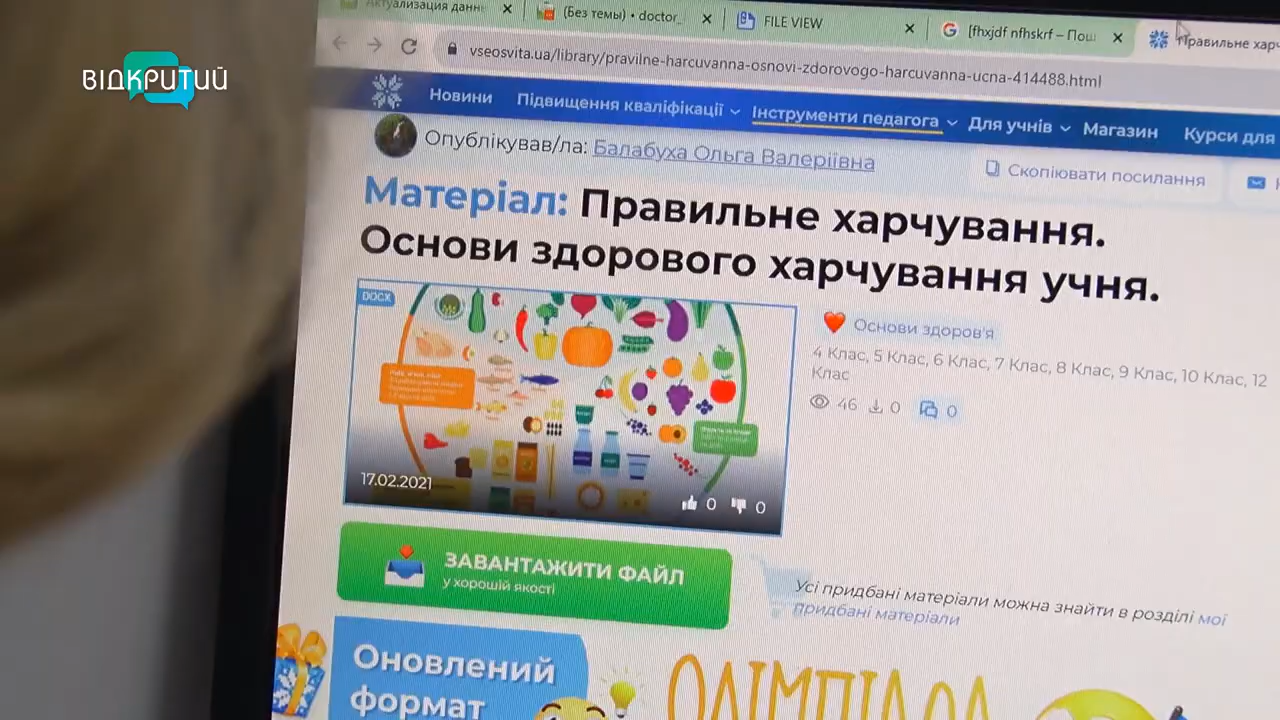 Актуализация данн
(Без темы) • doctor_
FILE VIEW
[fhxjdf nfhskrf – Пош
Правильне харч
vseosvita.ua/library/pravilne-harcuvanna-osnovi-zdorovogo-harcuvanna-ucna-414488.html
ВІДКРИТИЙ
Новини Підвищення кваліфікації Інструменти педагога Для учнів Магазин Курси для
Опублікував/ла: Балабуха Ольга Валеріївна
Скопіювати посилання
Матеріал: Правильне харчування.
Основи здорового харчування учня.
DOCX
Основи здоров'я
4 Клас, 5 Клас, 6 Клас, 7 Клас, 8 Клас, 9 Клас, 10 Клас, 12
Клас
46 0 0
17.02.2021
0 0
ЗАВАНТАЖИТИ ФАЙЛ
у хорошій якості
Усі придбані матеріали можна знайти в розділі мої
придбані матеріали
Оновлений
формат
ОЛІМПІАДА